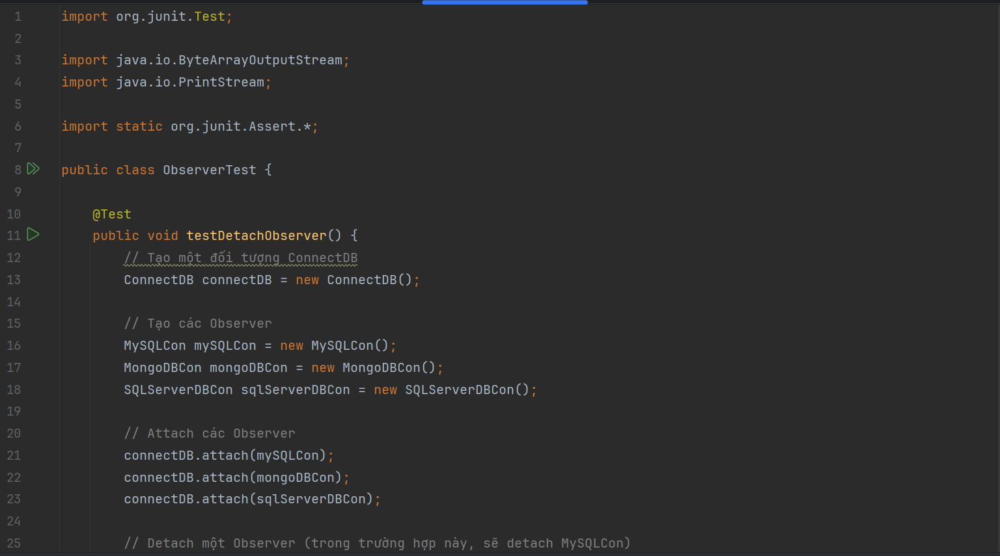 1 import org.junit.Test;
2
3 import java.io.ByteArrayOutputStream;
4 import java.io.PrintStream;
5
6 import static org.junit.Assert.*;
7
8 public class ObserverTest {
9
10 @Test
11 public void testDetachObserver() {
12 // Tạo một đối tượng ConnectDB
13 ConnectDB connectDB = new ConnectDB();
14
15 // Tạo các Observer
16 MySQLCon mySQLCon = new MySQLCon();
17 MongoDBCon mongoDBCon = new MongoDBCon();
18 SQLServerDBCon sqlServerDBCon = new SQLServerDBCon();
19
20 // Attach các Observer
21 connectDB.attach(mySQLCon);
22 connectDB.attach(mongoDBCon);
23 connectDB.attach(sqlServerDBCon);
24
25 // Detach một Observer (trong trường hợp này, sẽ detach MySQLCon)